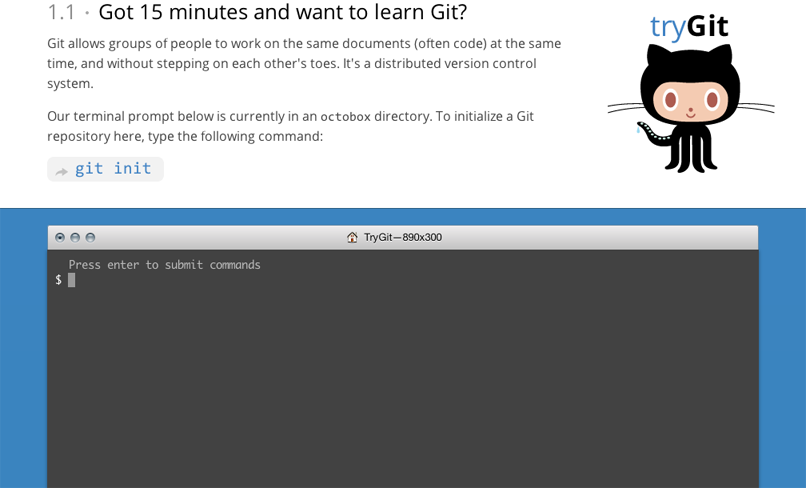 1.1 · Got 15 minutes and want to learn Git?
tryGit
Git allows groups of people to work on the same documents (often code) at the same
time, and without stepping on each other's toes. It's a distributed version control
system.
Our terminal prompt below is currently in an octobox directory. To initialize a Git
repository here, type the following command:
git init
TryGit—890x300
Press enter to submit commands
$